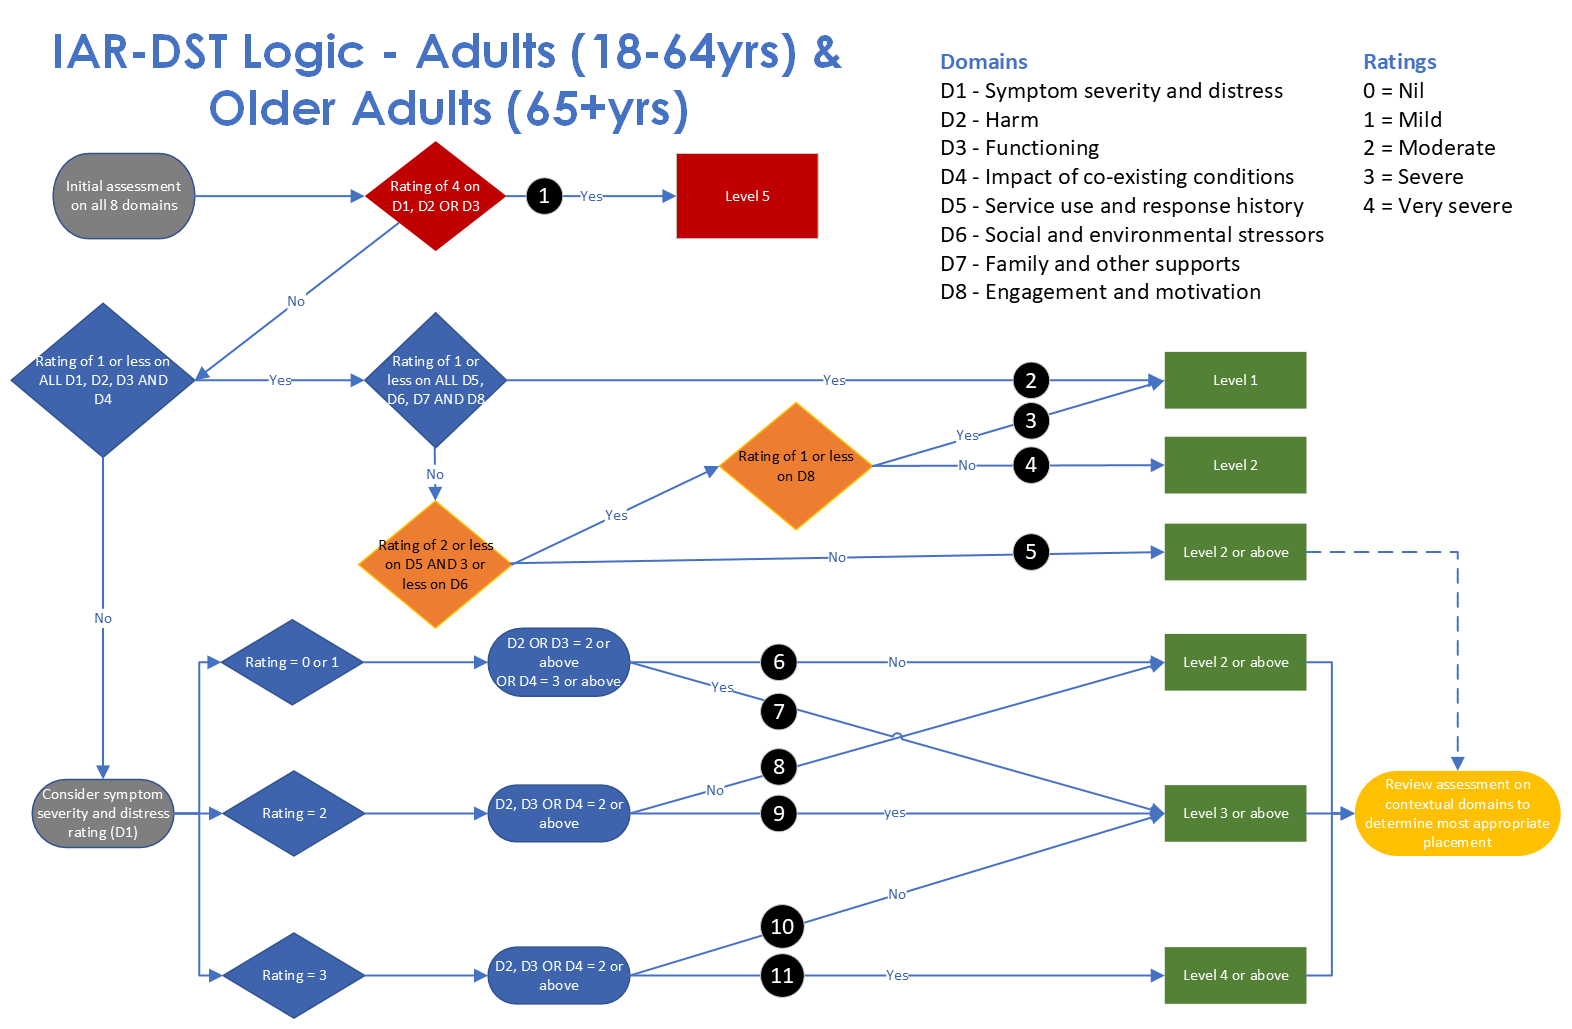 IAR-DST Logic - Adults (18-64yrs) &
Older Adults (65+yrs)
Domains
D1 - Symptom severity and distress
D2 - Harm
D3 - Functioning
D4 - Impact of co-existing conditions
D5 - Service use and response history
D6 - Social and environmental stressors
D7 - Family and other supports
D8 - Engagement and motivation
Ratings
0 = Nil
1 = Mild
2 = Moderate
3 = Severe
4 = Very severe
Initial assessment
on all 8 domains
Rating of 4 on
D1, D2 OR D3
1
Yes
Level 5
No
Rating of 1 or less on
ALL D1, D2, D3 AND
D4
Yes
Rating of 1 or
less on ALL D5,
D6, D7 AND D8
Yes
2
Level 1
No
Rating of 2 or less
on D5 AND 3 or
less on D6
Yes
Rating of 1 or less
on D8
Yes
3
No
4
Level 2
No
5
Level 2 or above
No
Consider symptom
severity and distress
rating (D1)
Rating = 0 or 1
D2 OR D3 = 2 or
above
OR D4 = 3 or above
6
No
Level 2 or above
Yes
7
Rating = 2
D2, D3 OR D4 = 2 or
above
No
8
9
yes
Level 3 or above
Rating = 3
D2, D3 OR D4 = 2 or
above
10
No
11
Yes
Level 4 or above
Review assessment on
contextual domains to
determine most appropriate
placement